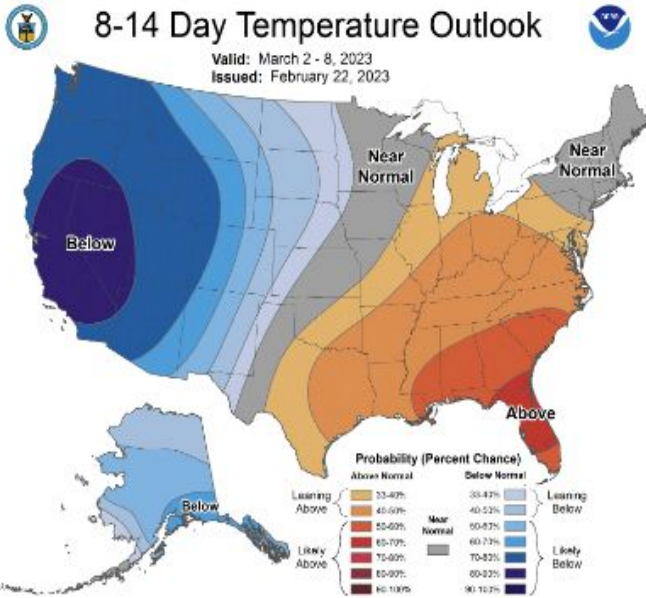 8-14 Day Temperature Outlook
Valid: March 2 - 8, 2023
Issued: February 22, 2023
Near
Normal
Near
Normal
Below
Above
Below
Probability (Percent Chance)
Above Normal
Below Normal
Leaning
Above
33-40%
40-50%
Likely
Above
50-60%
60-70%
70-80%
80-90%
90-100%
Near
Normal
33-40%
40-50%
Leaning
Below
50-60%
60-70%
70-80%
80-90%
90-100%
Likely
Below